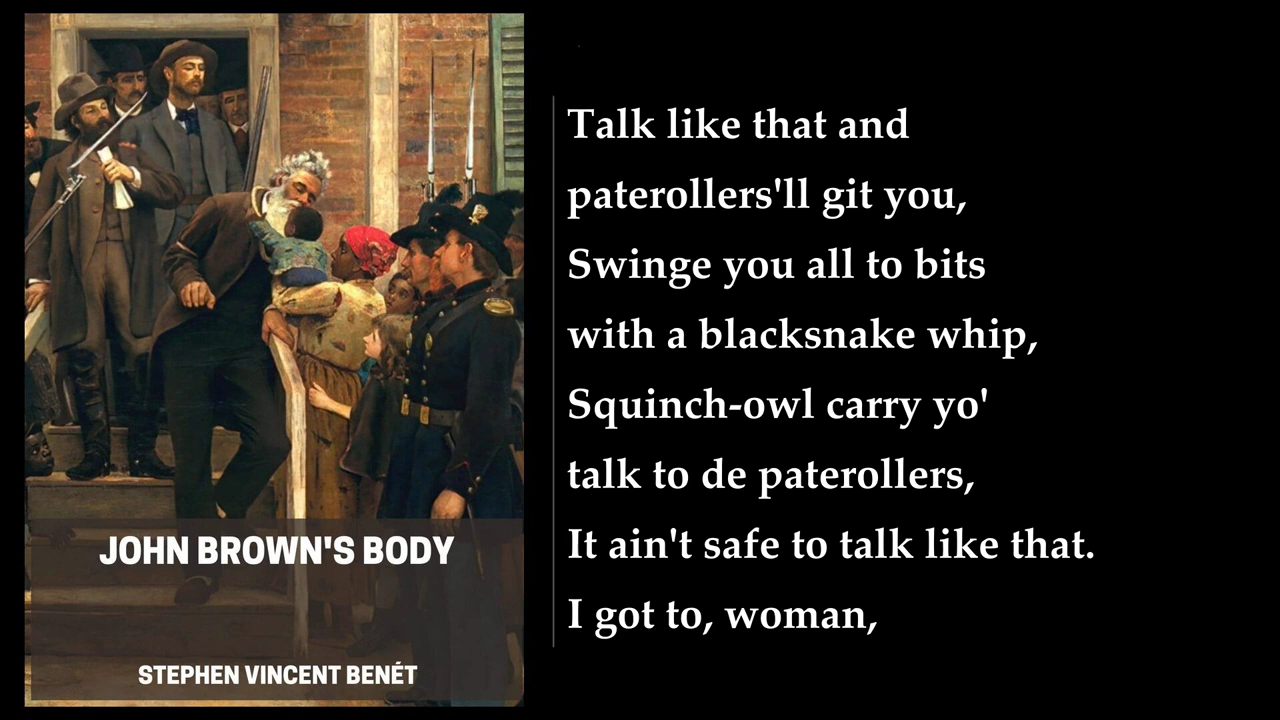 JOHN BROWN'S BODY
STEPHEN VINCENT BENÉT
Talk like that and
paterollers'll git you,
Swinge you all to bits
with a blacksnake whip,
Squinch-owl carry yo'
talk to de paterollers,
It ain't safe to talk like that.
I got to, woman,